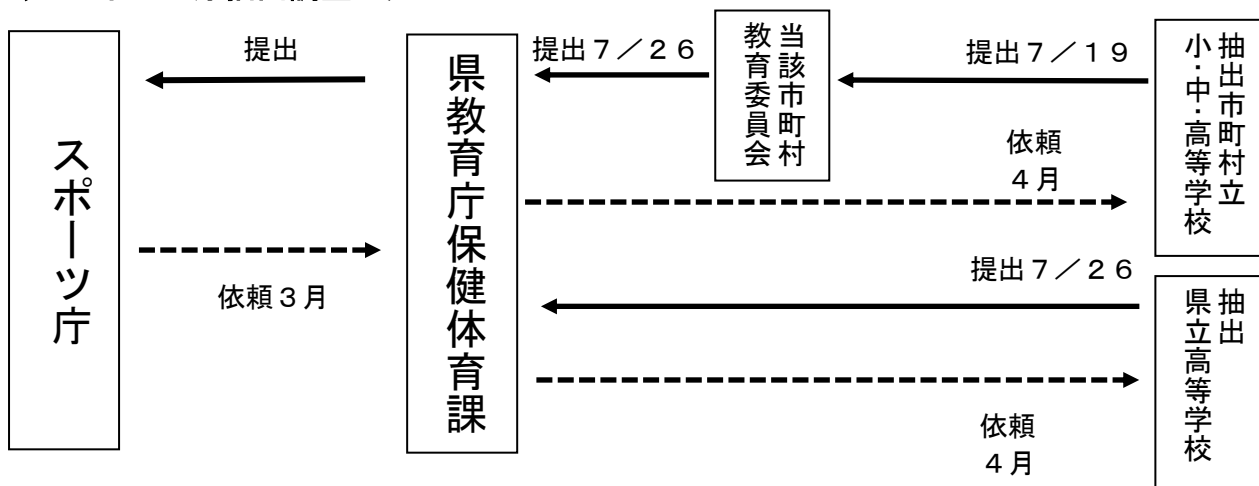 スポーツ庁
提出
依頼３月
県教育庁保健体育課
提出７／２６
当該市町村
教育委員会
提出７／１９
依頼
４月
抽出市町村立
小・中・高等学校
提出７／２６
依頼
４月
抽出
県立高等学校